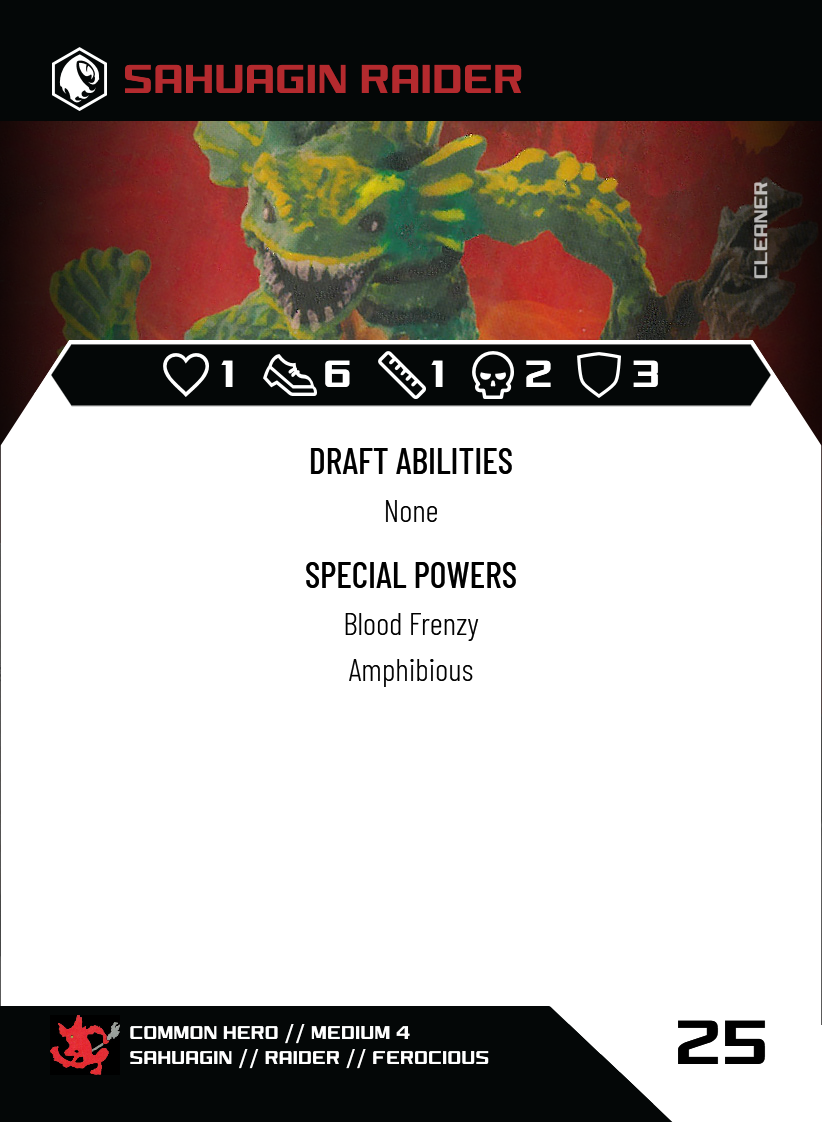 SAHUAGIN RAIDER
CLEANER
1 6 1 2 3
DRAFT ABILITIES
None
SPECIAL POWERS
Blood Frenzy
Amphibious
COMMON HERO // MEDIUM 4
SAHUAGIN // RAIDER // FEROCIOUS
25